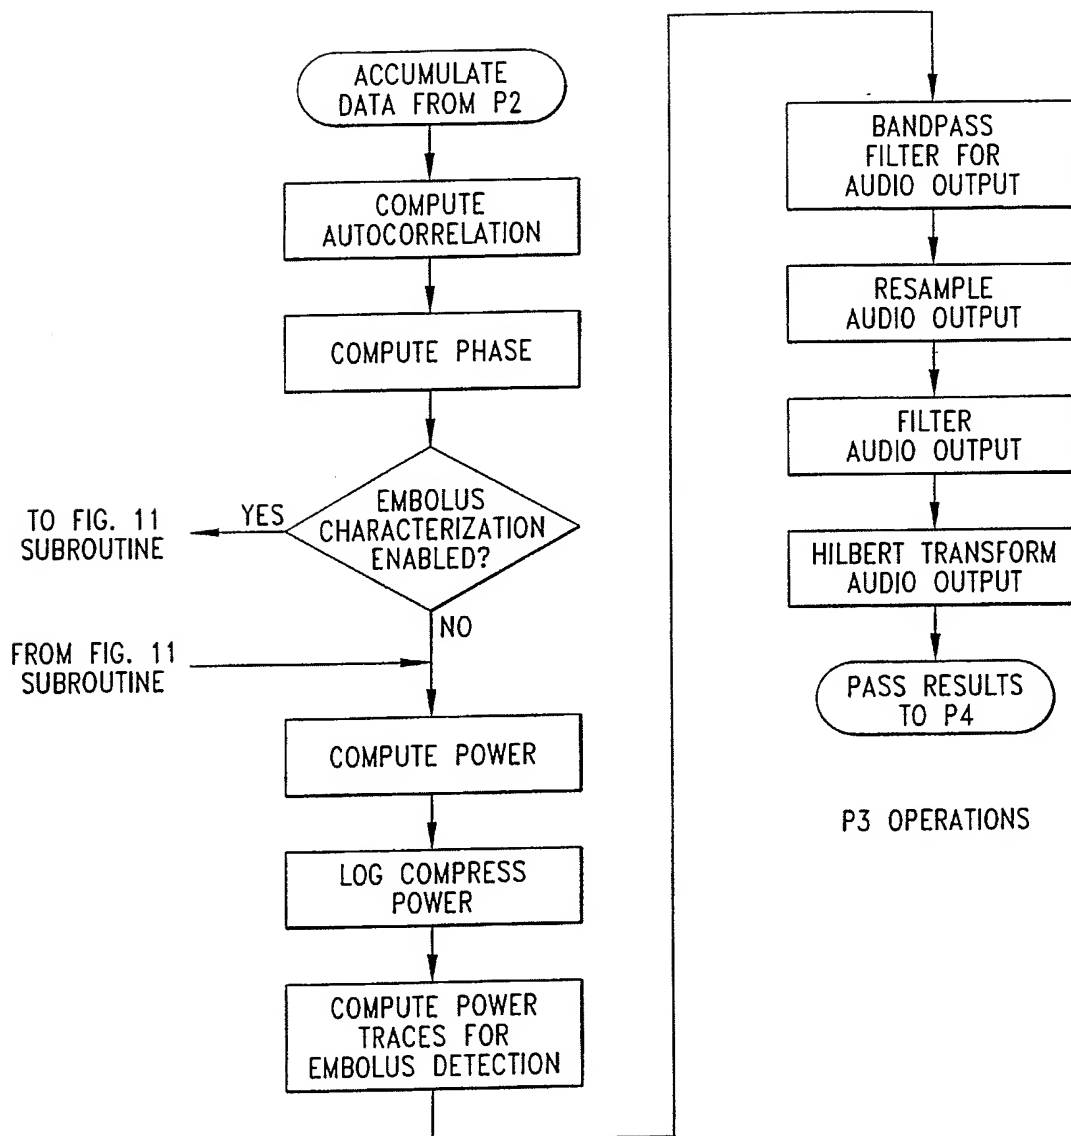 ACCUMULATE
DATA FROM P2
COMPUTE
AUTOCORRELATION
COMPUTE PHASE
EMBOLUS
CHARACTERIZATION
ENABLED?
YES
TO FIG. 11
SUBROUTINE
NO
FROM FIG. 11
SUBROUTINE
COMPUTE POWER
LOG COMPRESS
POWER
COMPUTE POWER
TRACES FOR
EMBOLUS DETECTION
BANDPASS
FILTER FOR
AUDIO OUTPUT
RESAMPLE
AUDIO OUTPUT
FILTER
AUDIO OUTPUT
HILBERT TRANSFORM
AUDIO OUTPUT
PASS RESULTS
TO P4
P3 OPERATIONS